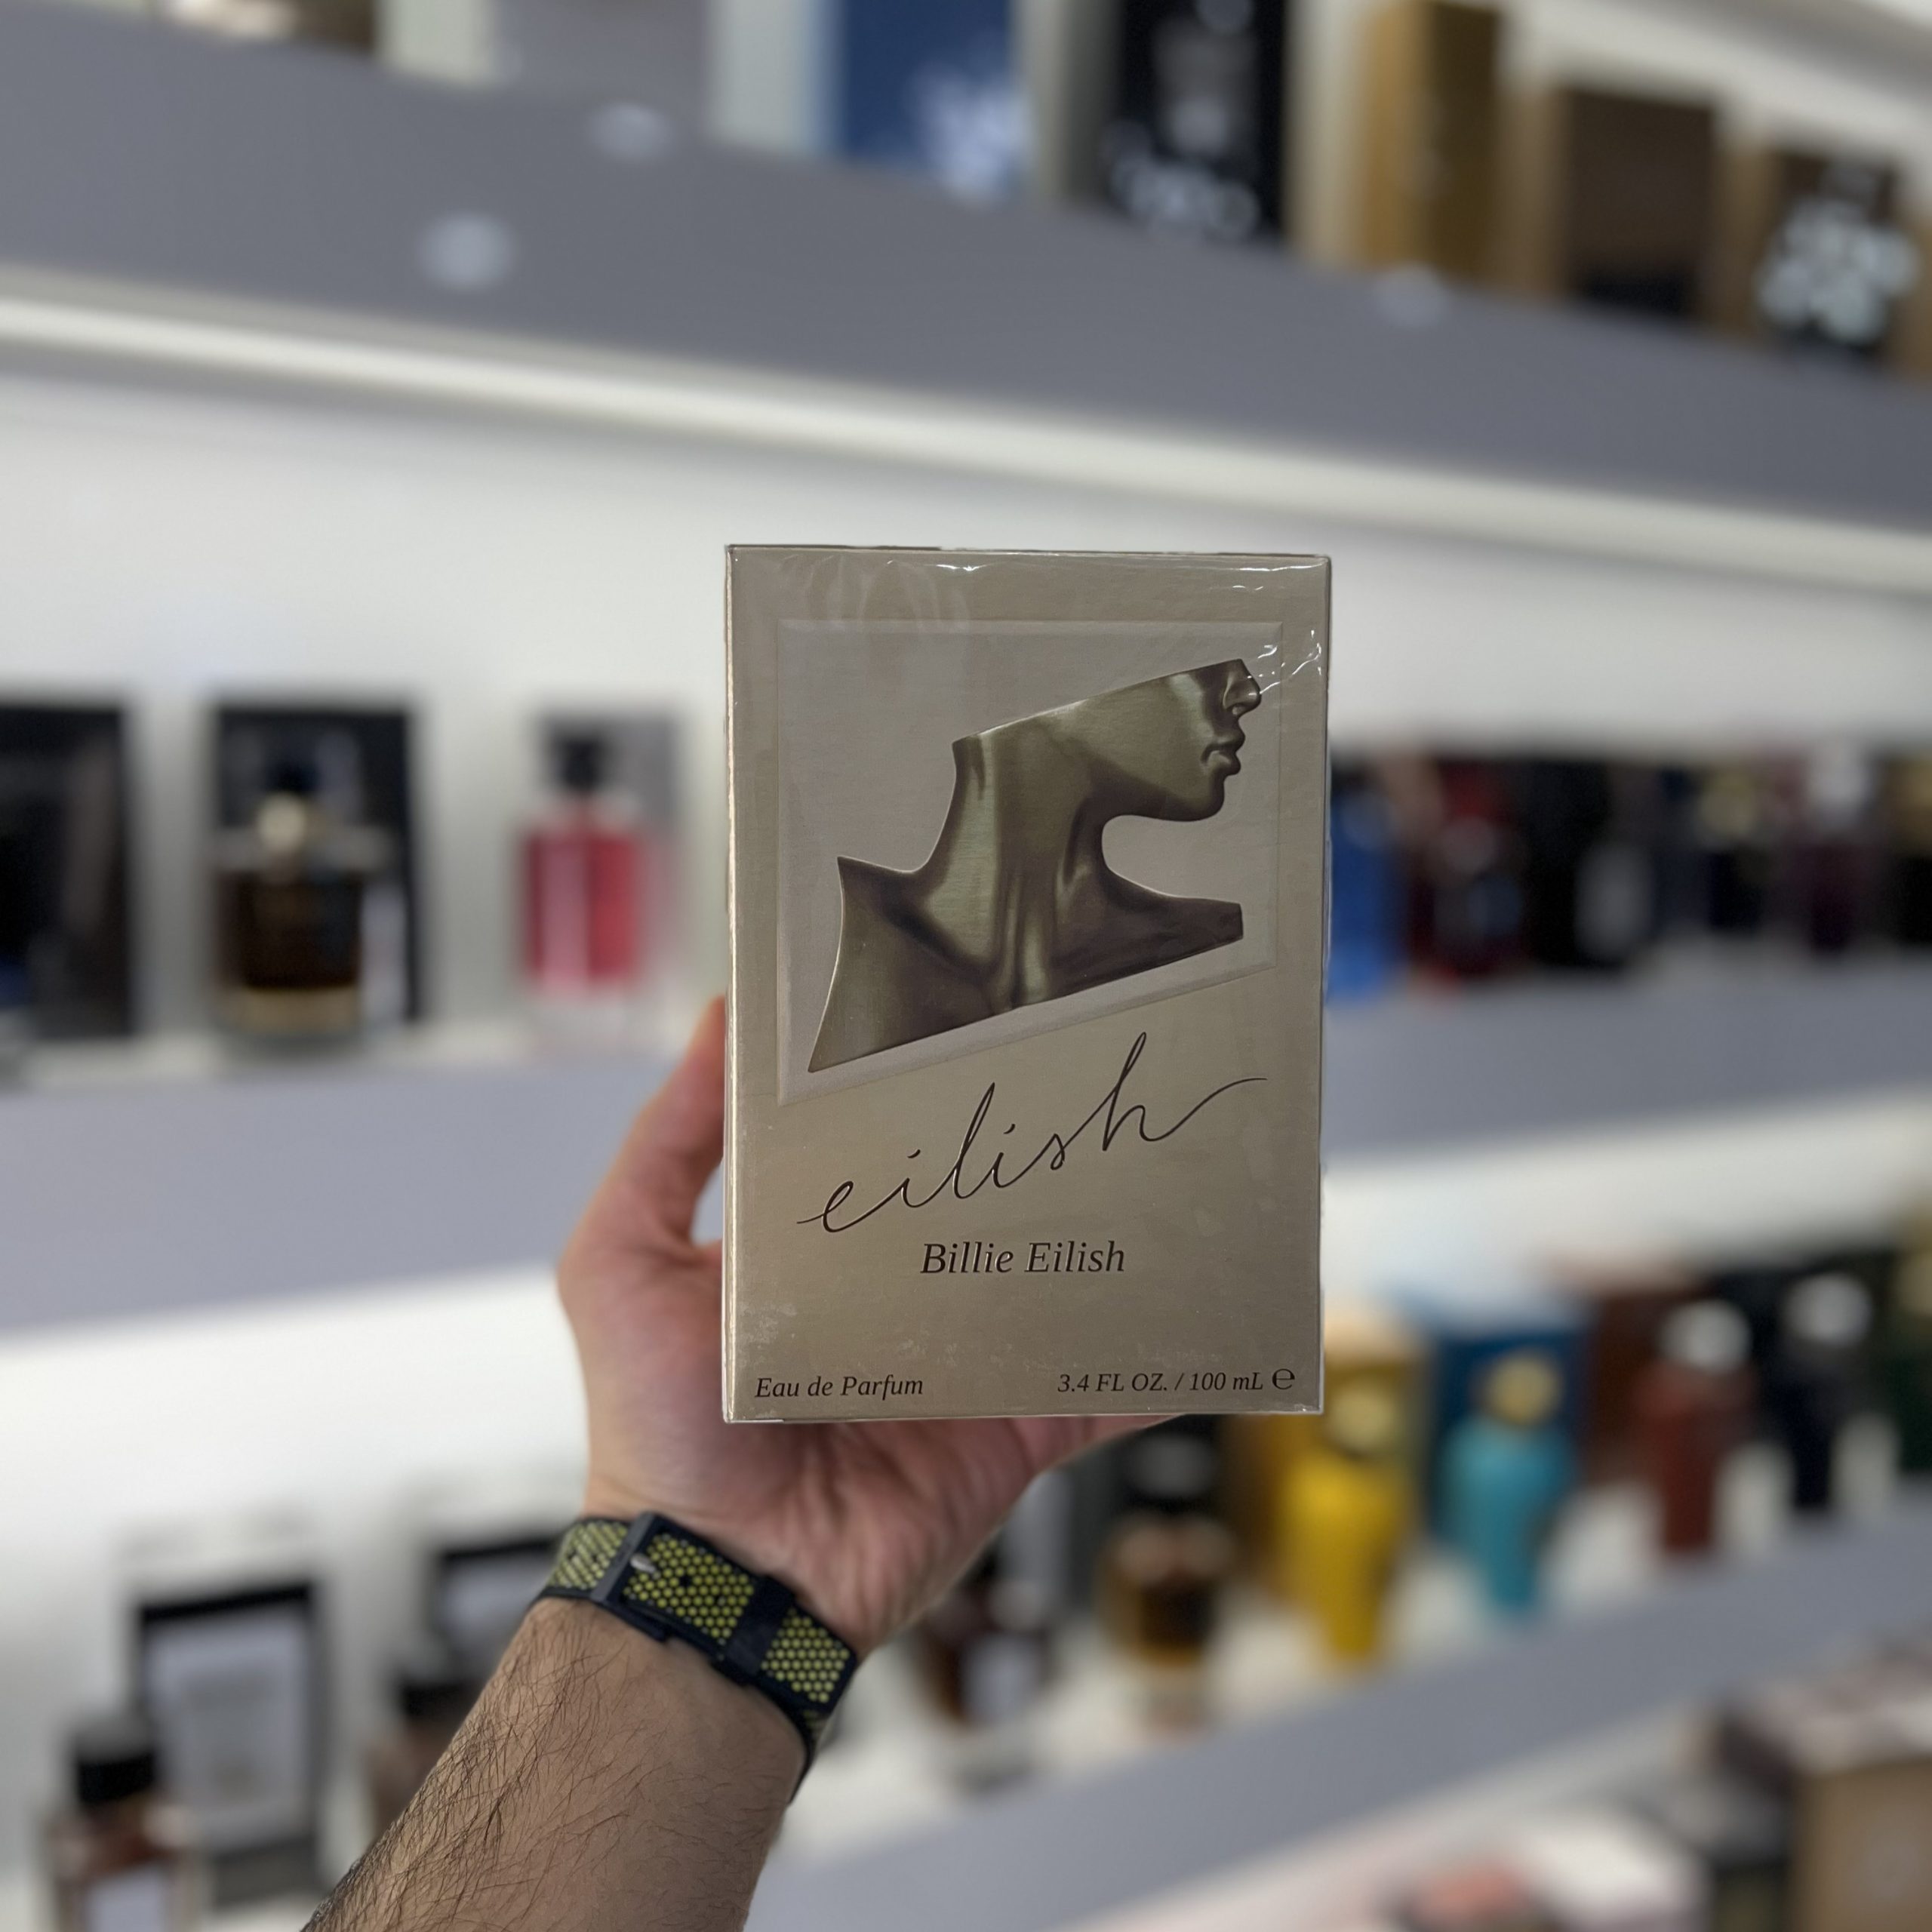 eilish
Billie Eilish
Eau de Parfum
3.4 FL OZ. / 100 mL ℮